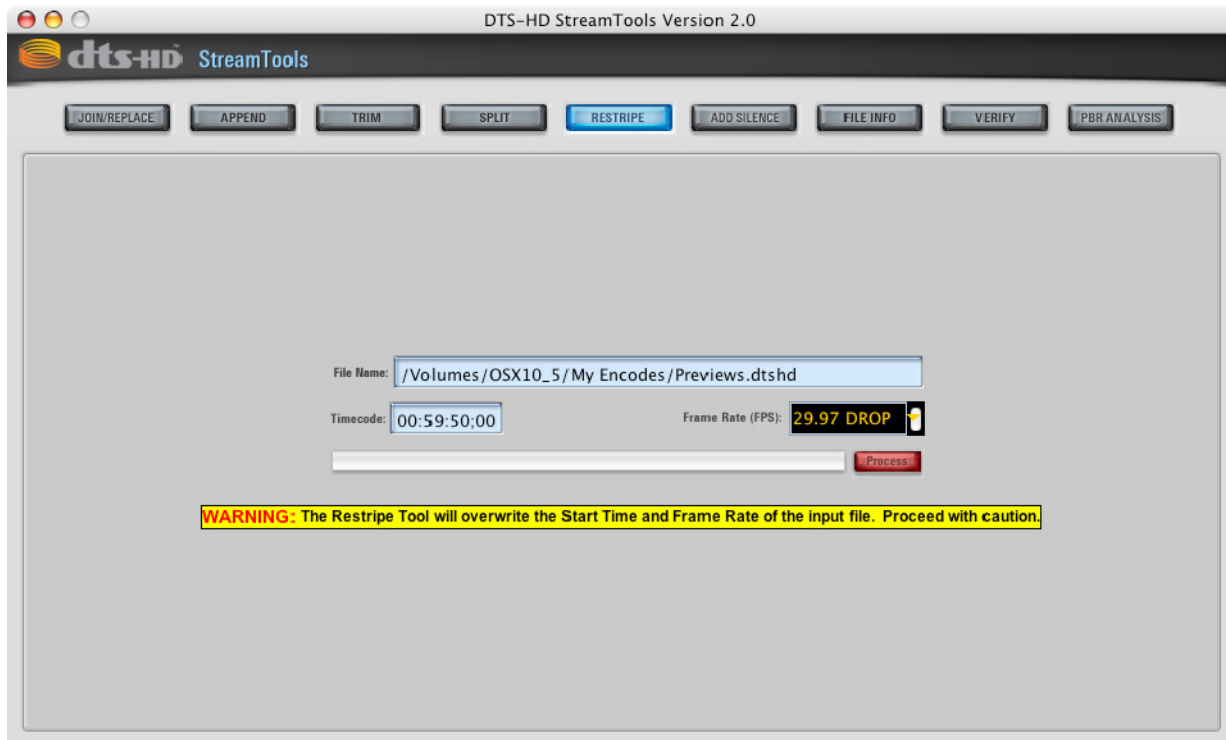 DTS-HD StreamTools Version 2.0
dts-HD StreamTools
JOIN/REPLACE APPEND TRIM SPLIT RESTRIPE ADD SILENCE FILE INFO VERIFY PBR ANALYSIS
File Name: /Volumes/OSX10_5/My Encodes/Previews.dtshd
Timecode: 00:59:50;00 Frame Rate (FPS): 29.97 DROP
Process
WARNING: The Restripe Tool will overwrite the Start Time and Frame Rate of the input file. Proceed with caution.